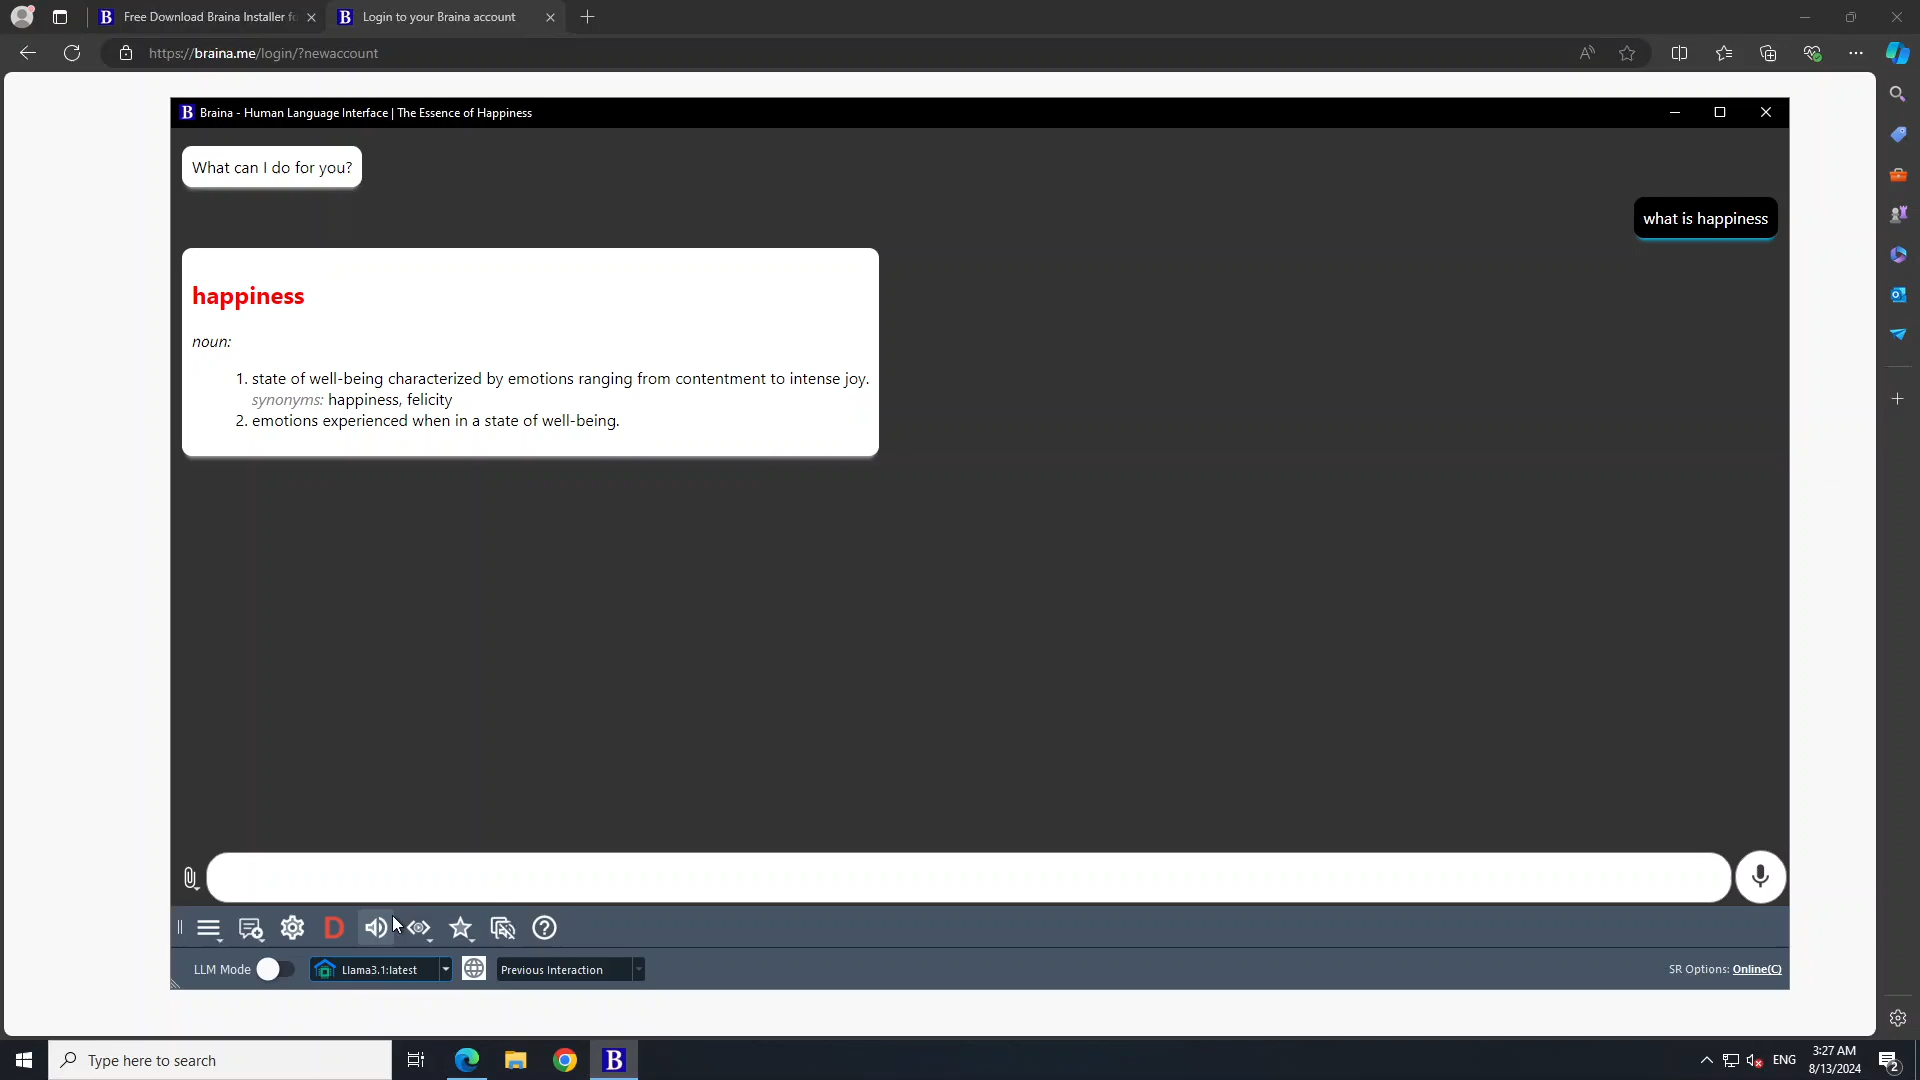 Free Download Braina Installer fo
Login to your Braina account
https://braina.me/login/?newaccount
B Braina - Human Language Interface | The Essence of Happiness
What can I do for you?
what is happiness
happiness
noun:
1. state of well-being characterized by emotions ranging from contentment to intense joy.
synonyms: happiness, felicity
2. emotions experienced when in a state of well-being.
D
LLM Mode
Llama3.1:latest
Previous Interaction
SR Options: Online(C)
Type here to search
B
ENG
3:27 AM
8/13/2024
2